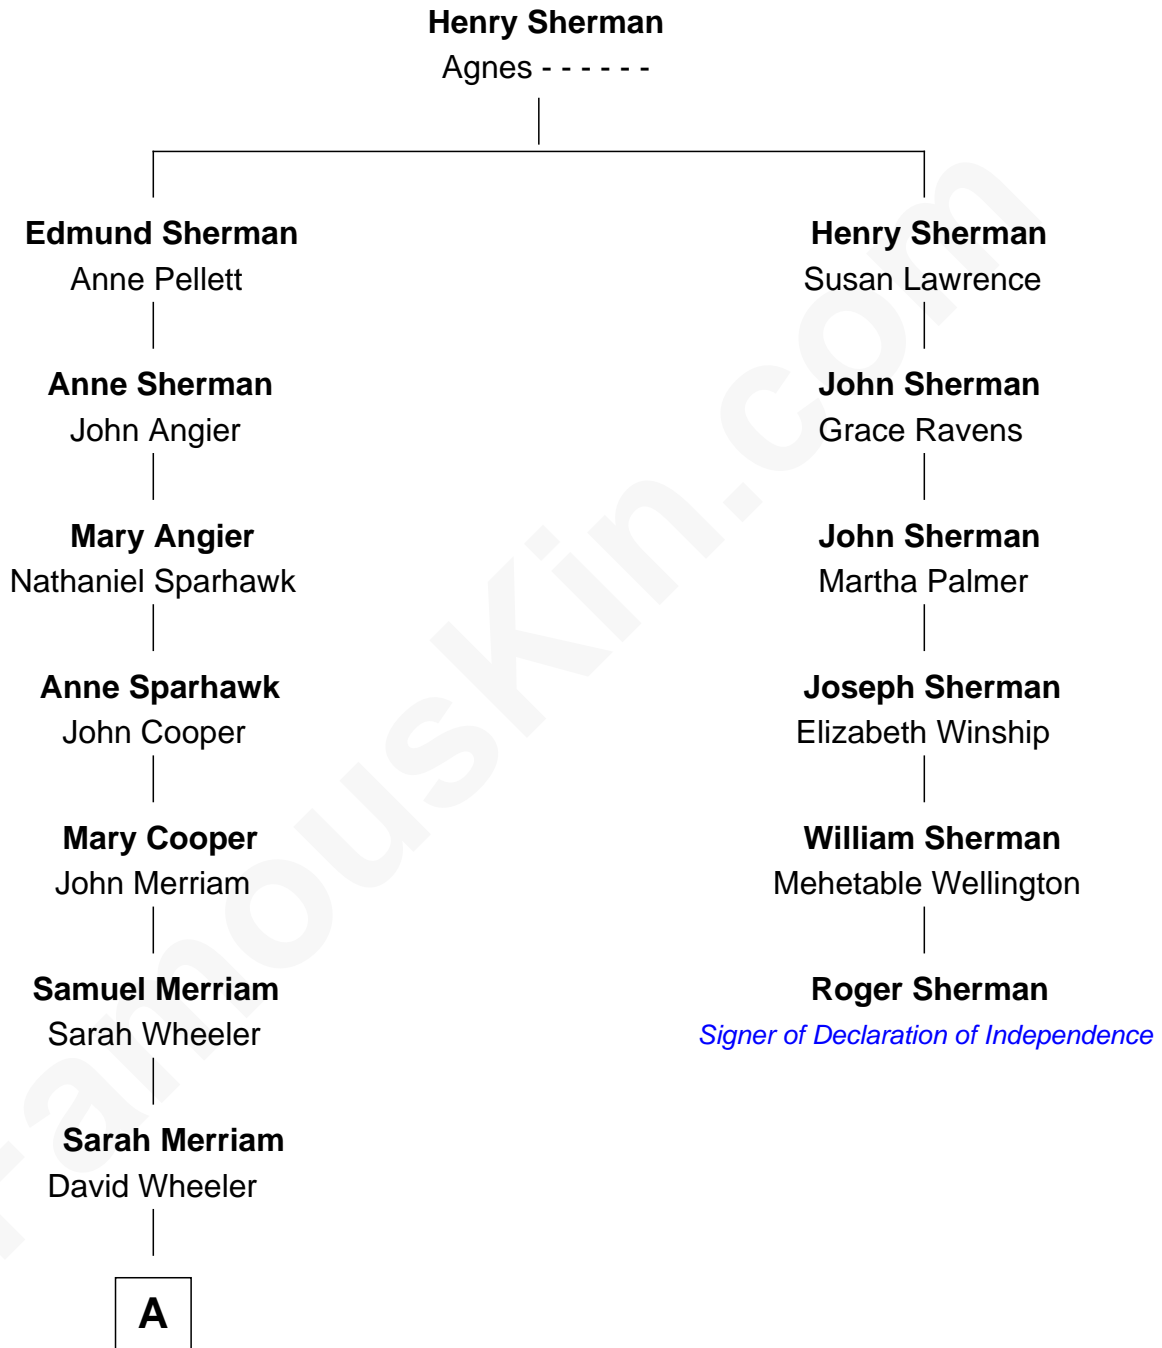 Henry Sherman
Agnes - - - - - -
Edmund Sherman
Anne Pellett
Henry Sherman
Susan Lawrence
Anne Sherman
John Angier
John Sherman
Grace Ravens
Mary Angier
Nathaniel Sparhawk
John Sherman
Martha Palmer
Anne Sparhawk
John Cooper
Joseph Sherman
Elizabeth Winship
Mary Cooper
John Merriam
William Sherman
Mehetable Wellington
Samuel Merriam
Sarah Wheeler
Roger Sherman
Signer of Declaration of Independence
Sarah Merriam
David Wheeler
A
FamousKin.com